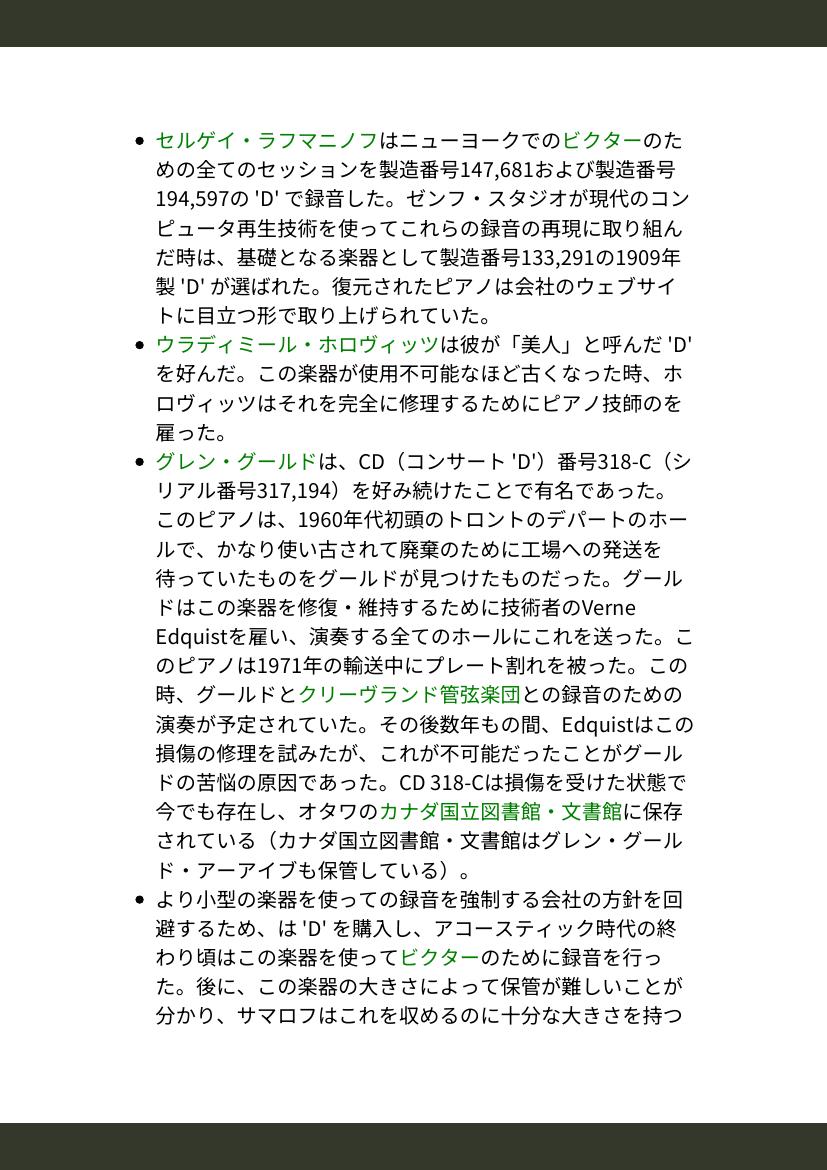 セルゲイ・ラフマニノフはニューヨークでのビクターのた
めの全てのセッションを製造番号147,681および製造番号
194,597の 'D' で録音した。ゼンフ・スタジオが現代のコン
ピュータ再生技術を使ってこれらの録音の再現に取り組ん
だ時は、基礎となる楽器として製造番号133,291の1909年
製 'D' が選ばれた。復元されたピアノは会社のウェブサイ
トに目立つ形で取り上げられていた。
ウラディミール・ホロヴィッツは彼が「美人」と呼んだ 'D'
を好んだ。この楽器が使用不可能なほど古くなった時、ホ
ロヴィッツはそれを完全に修理するためにピアノ技師のを
雇った。
グレン・グールドは、CD（コンサート 'D'）番号318-C（シ
リアル番号317,194）を好み続けたことで有名であった。
このピアノは、1960年代初頭のトロントのデパートのホー
ルで、かなり使い古されて廃棄のために工場への発送を
待っていたものをグールドが見つけたものだった。グール
ドはこの楽器を修復・維持するために技術者のVerne
Edquistを雇い、演奏する全てのホールにこれを送った。こ
のピアノは1971年の輸送中にプレート割れを被った。この
時、グールドとクリーヴランド管弦楽団との録音のための
演奏が予定されていた。その後数年もの間、Edquistはこの
損傷の修理を試みたが、これが不可能だったことがグール
ドの苦悩の原因であった。CD 318-Cは損傷を受けた状態で
今でも存在し、オタワのカナダ国立図書館・文書館に保存
されている（カナダ国立図書館・文書館はグレン・グール
ド・アーアイブも保管している）。
より小型の楽器を使っての録音を強制する会社の方針を回
避するため、は 'D' を購入し、アコースティック時代の終
わり頃はこの楽器を使ってビクターのために録音を行っ
た。後に、この楽器の大きさによって保管が難しいことが
分かり、サマロフはこれを収めるのに十分な大きさを持つ